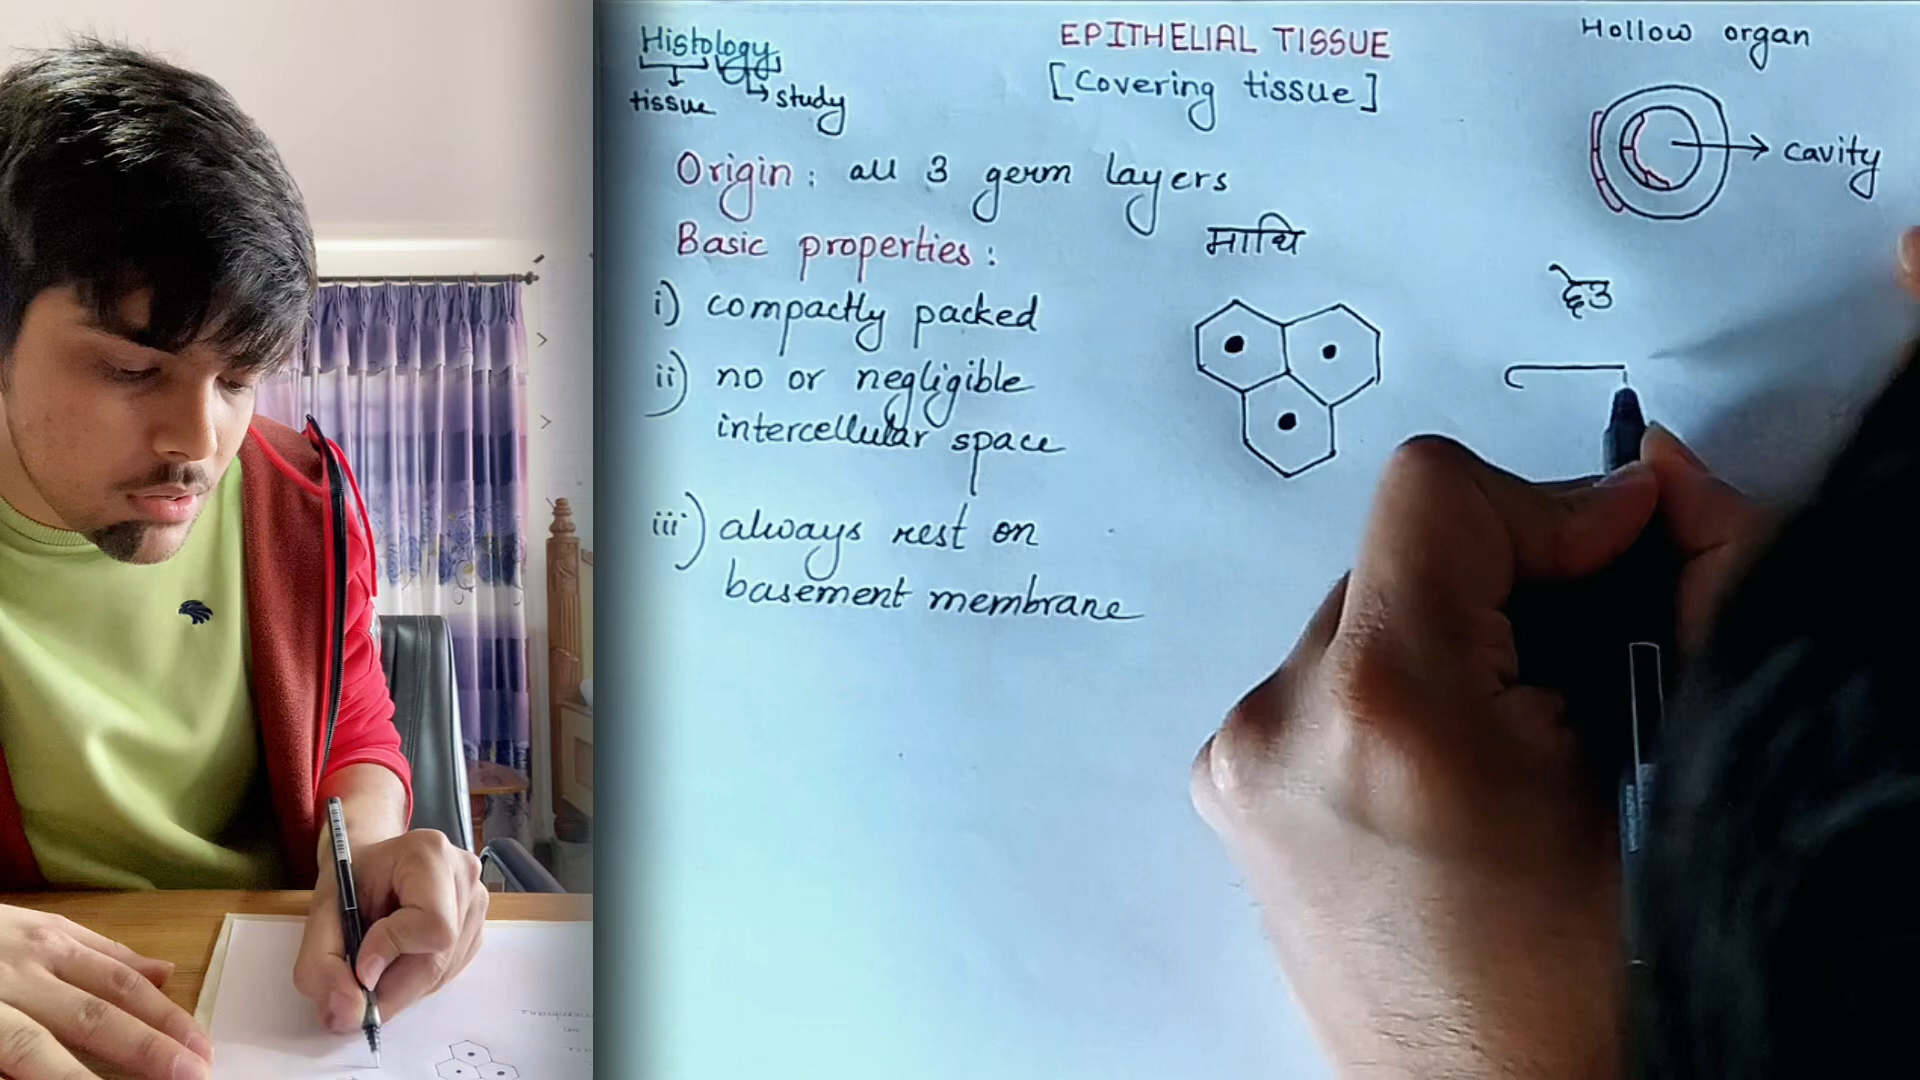 Histology
tissue
study
EPITHELIAL TISSUE
[Covering tissue]
Hollow organ
cavity
Origin: all 3 germ layers
Basic properties:
i) compactly packed
ii) no or negligible
intercellular space
iii) always rest on
basement membrane
माथि
देउ